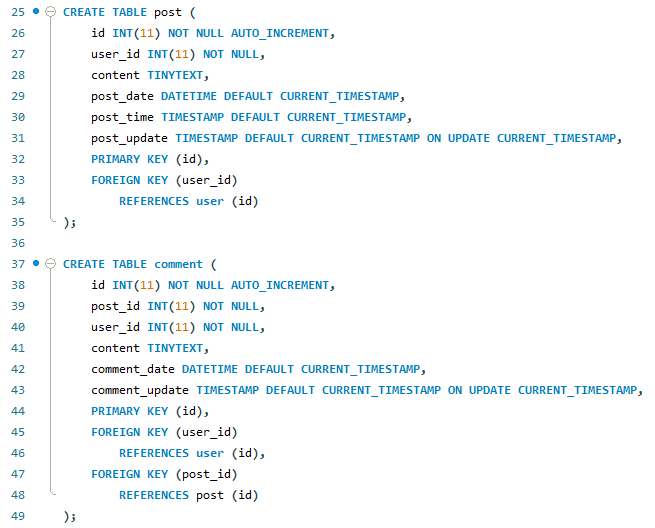 25 CREATE TABLE post (
26 id INT(11) NOT NULL AUTO_INCREMENT,
27 user_id INT(11) NOT NULL,
28 content TINYTEXT,
29 post_date DATETIME DEFAULT CURRENT_TIMESTAMP,
30 post_time TIMESTAMP DEFAULT CURRENT_TIMESTAMP,
31 post_update TIMESTAMP DEFAULT CURRENT_TIMESTAMP ON UPDATE CURRENT_TIMESTAMP,
32 PRIMARY KEY (id),
33 FOREIGN KEY (user_id)
34 REFERENCES user (id)
35 );
36
37 CREATE TABLE comment (
38 id INT(11) NOT NULL AUTO_INCREMENT,
39 post_id INT(11) NOT NULL,
40 user_id INT(11) NOT NULL,
41 content TINYTEXT,
42 comment_date DATETIME DEFAULT CURRENT_TIMESTAMP,
43 comment_update TIMESTAMP DEFAULT CURRENT_TIMESTAMP ON UPDATE CURRENT_TIMESTAMP,
44 PRIMARY KEY (id),
45 FOREIGN KEY (user_id)
46 REFERENCES user (id),
47 FOREIGN KEY (post_id)
48 REFERENCES post (id)
49 );